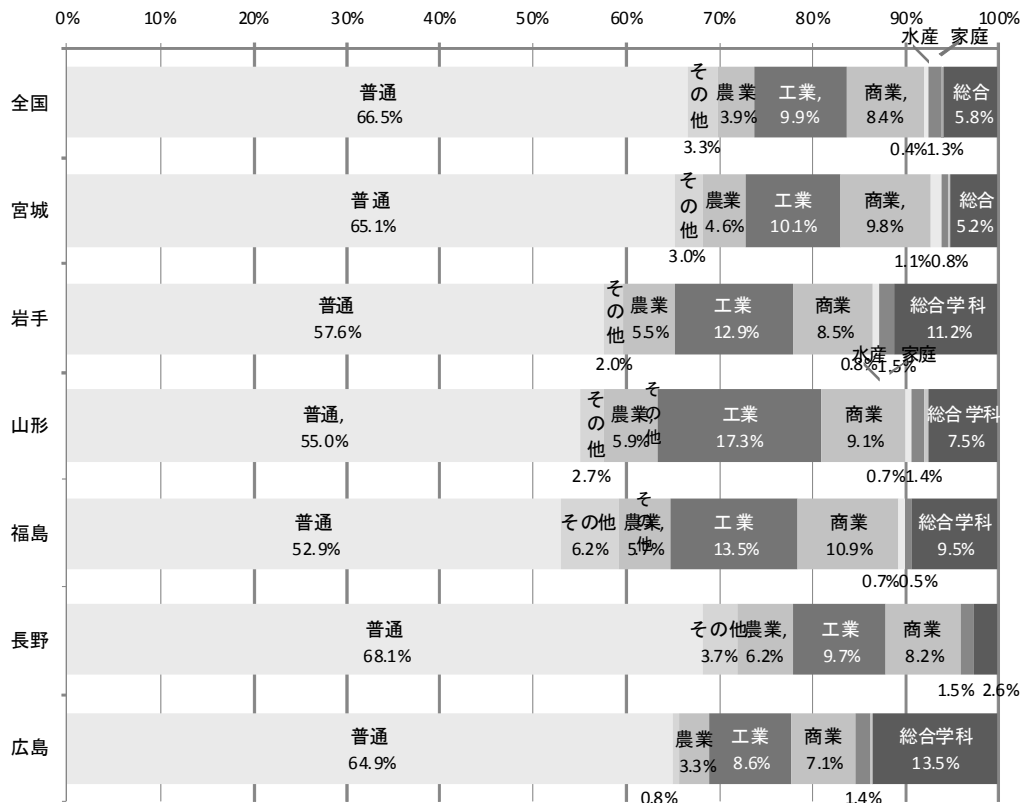 0% 10% 20% 30% 40% 50% 60% 70% 80% 90% 100%
水産 家庭
全国 普通 その他 農業 工業, 商業, 総合
66.5% 3.9% 9.9% 8.4% 5.8%
3.3% 0.4% 1.3%
宮城 普通 その他 農業 工業 商業, 総合
65.1% 4.6% 10.1% 9.8% 5.2%
3.0% 1.1% 0.8%
岩手 普通 その他 農業 工業 商業 総合学科
57.6% 5.5% 12.9% 8.5% 11.2%
2.0% 0.8% 1.5%
水産 家庭
山形 普通, その他 農業, その他 工業 商業 総合学科
55.0% 5.9% 17.3% 9.1% 7.5%
2.7% 0.7% 1.4%
福島 普通 その他 農業, その他 工業 商業 総合学科
52.9% 6.2% 5.7% 13.5% 10.9% 9.5%
0.7% 0.5%
長野 普通 その他 農業, 工業 商業
68.1% 3.7% 6.2% 9.7% 8.2%
1.5% 2.6%
広島 普通 農業 工業 商業 総合学科
64.9% 3.3% 8.6% 7.1% 13.5%
0.8% 1.4%